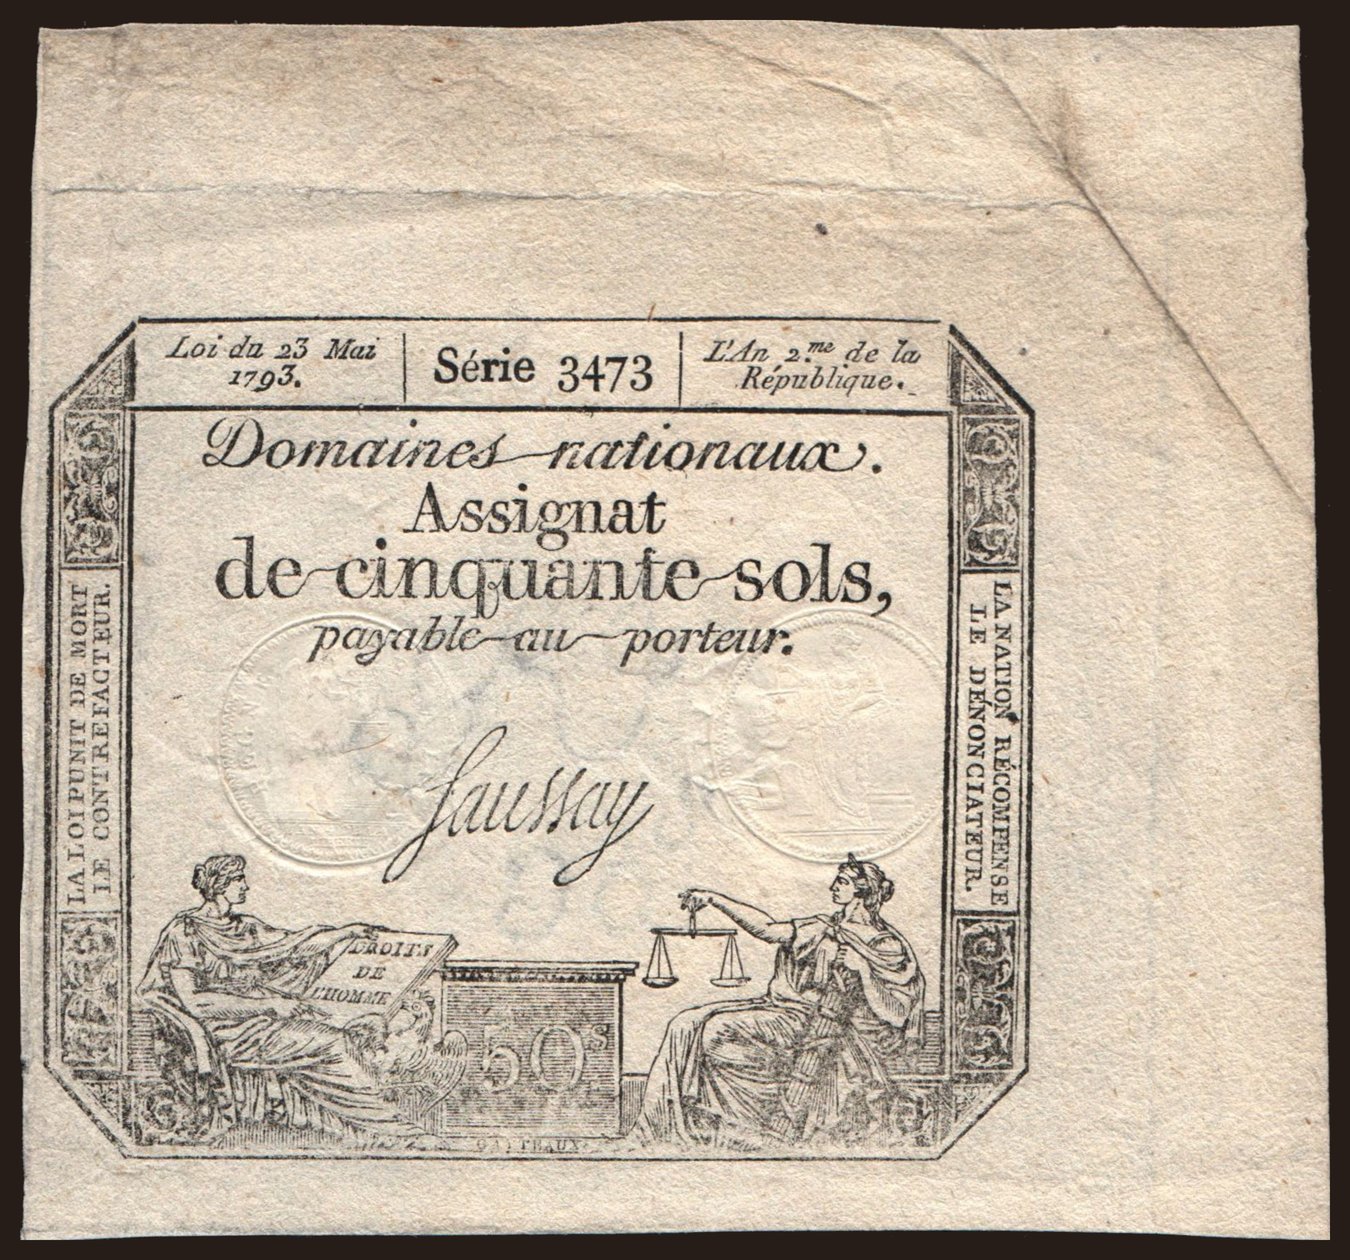 Loi du 23 Mai
1793.
Série 3473
L'An 2.me de la
République.
Domaines nationaux.
Assignat
de cinquante sols,
payable au porteur.
LA LOI PUNIT DE MORT
LE CONTREFACTEUR.
LA NATION RÉCOMPENSE
LE DÉNONCIATEUR.
Saussay
DROITS
DE
L'HOMME
50S
GATTEAUX